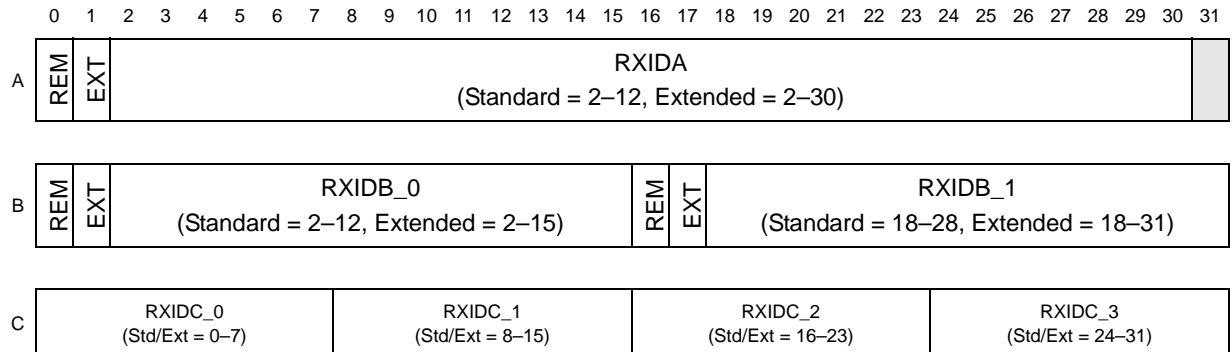 0 1 2 3 4 5 6 7 8 9 10 11 12 13 14 15 16 17 18 19 20 21 22 23 24 25 26 27 28 29 30 31
A REM EXT RXIDA
(Standard = 2–12, Extended = 2–30)
B REM EXT RXIDB_0 REM EXT RXIDB_1
(Standard = 2–12, Extended = 2–15) (Standard = 18–28, Extended = 18–31)
C RXIDC_0 RXIDC_1 RXIDC_2 RXIDC_3
(Std/Ext = 0–7) (Std/Ext = 8–15) (Std/Ext = 16–23) (Std/Ext = 24–31)